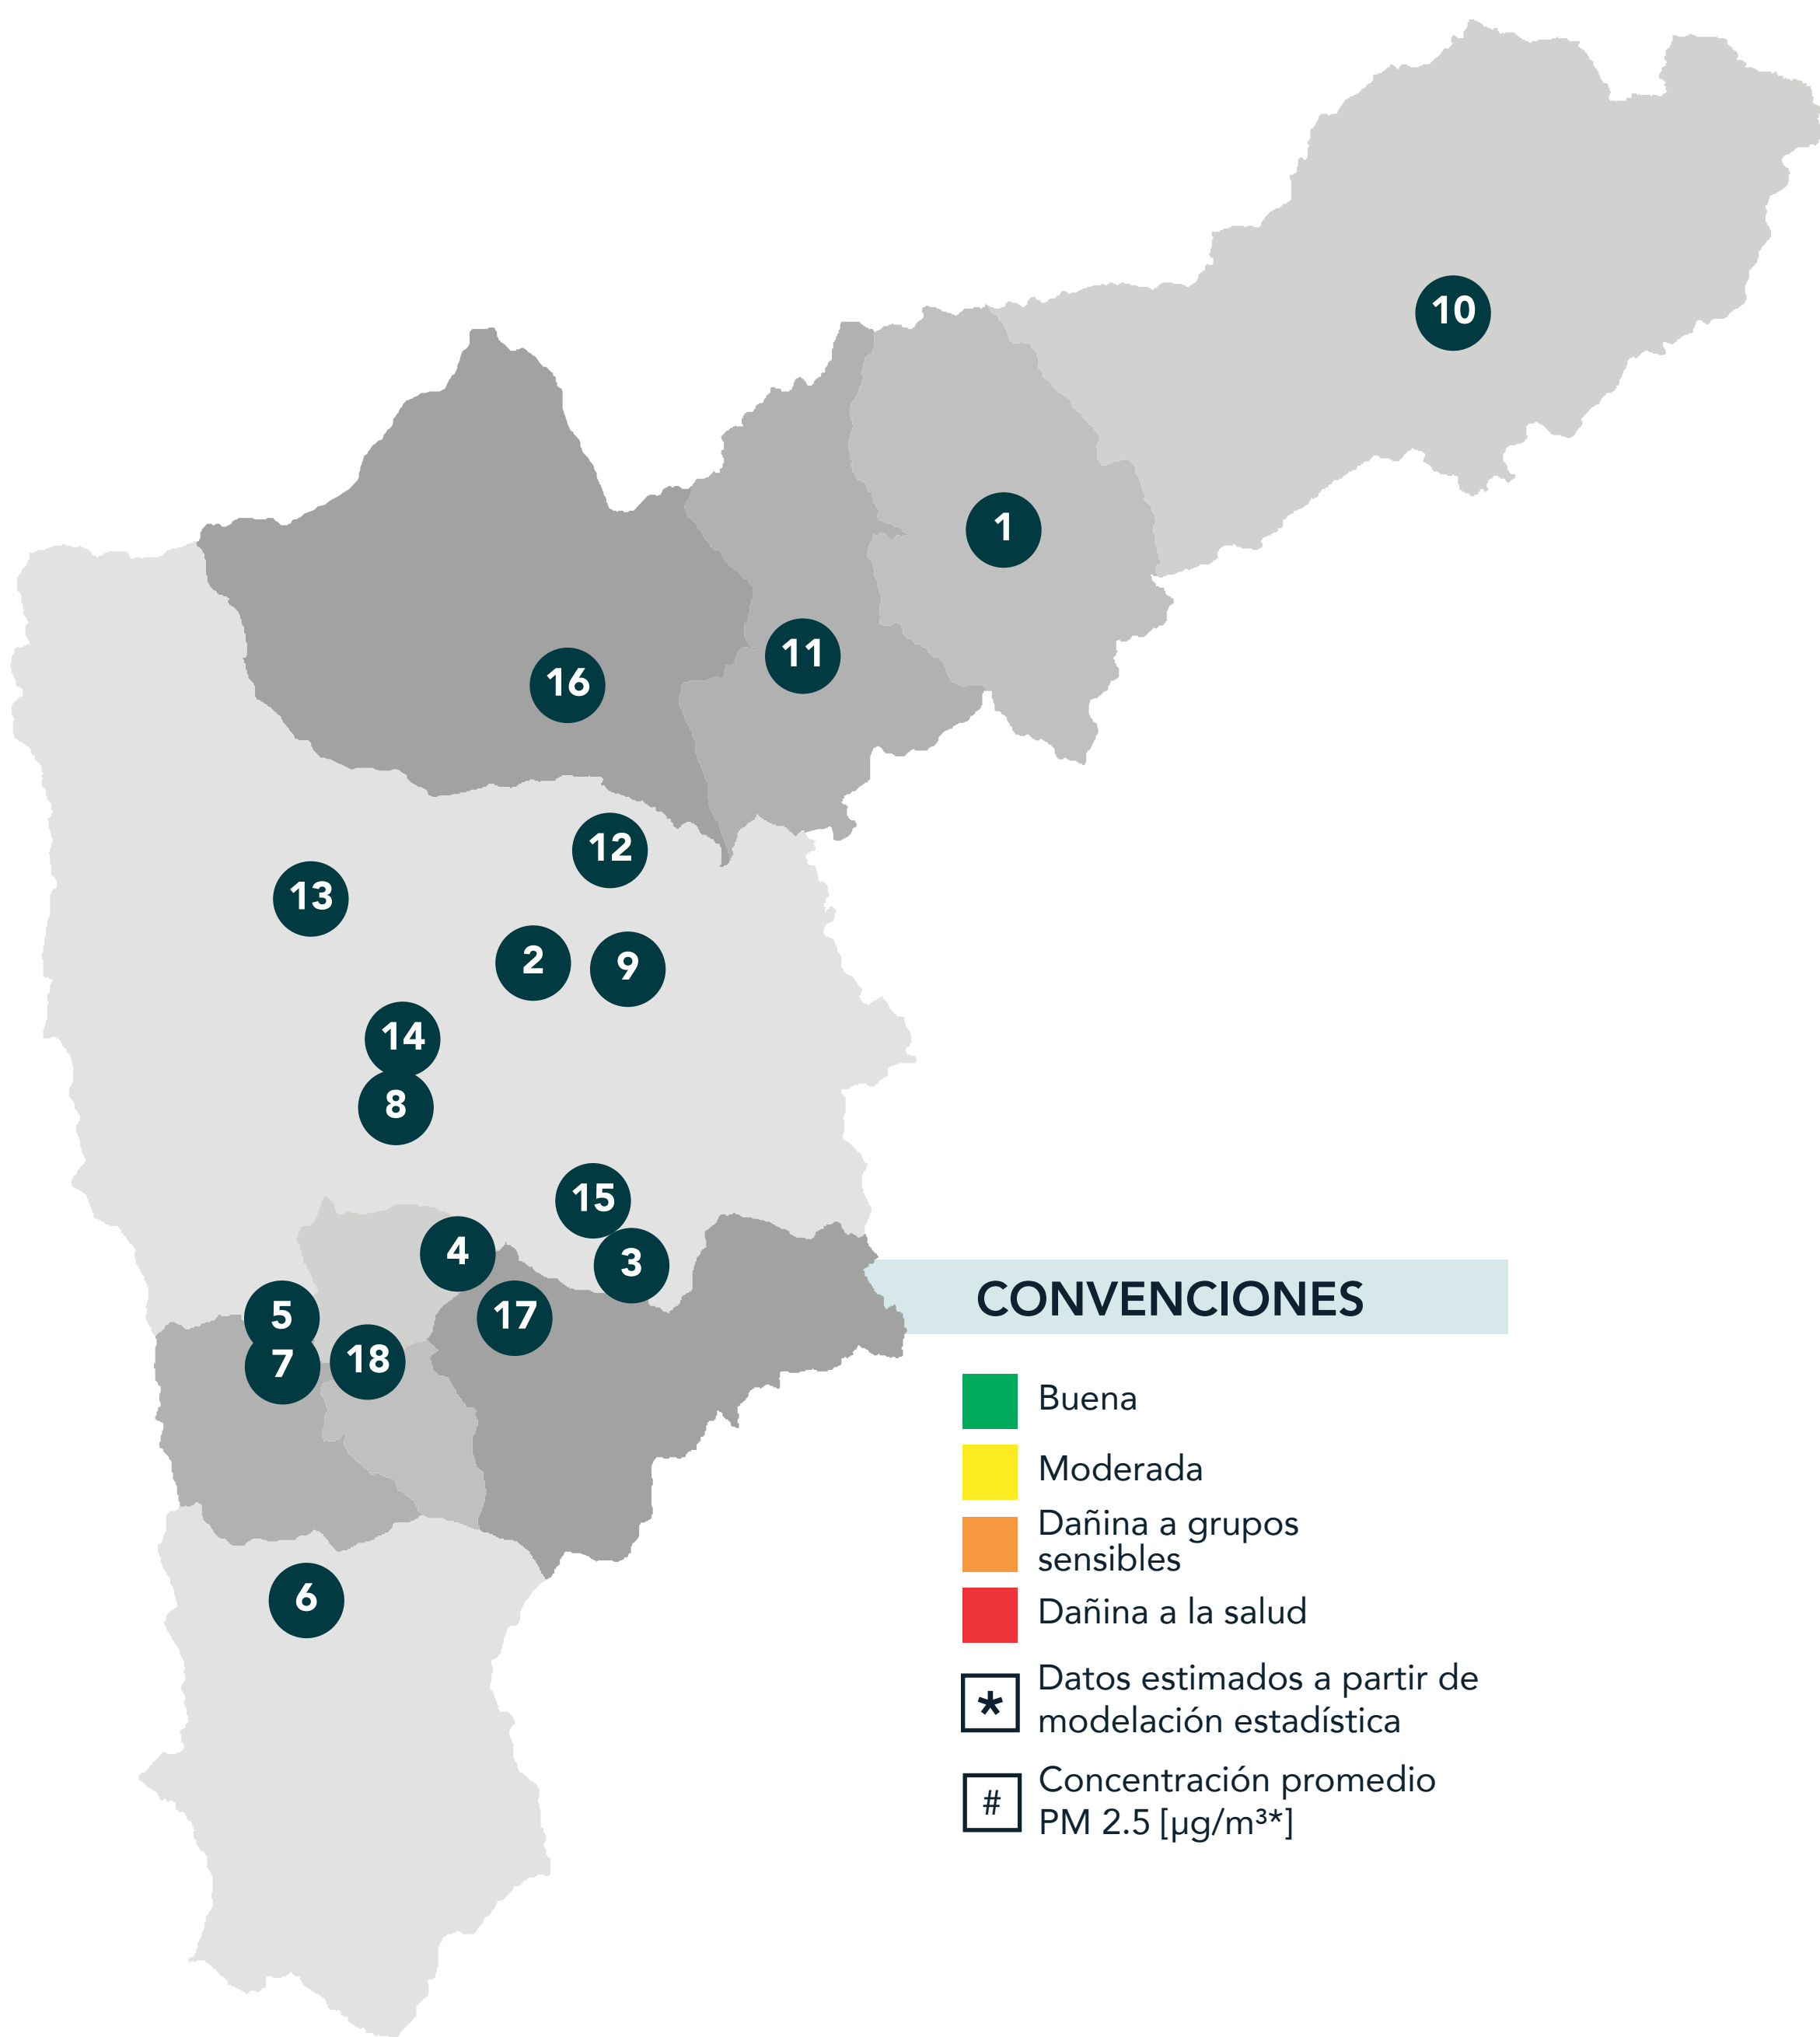 10
1
11
16
12
13
2
9
14
8
15
4
3
5
17
18
7
6
CONVENCIONES
Buena
Moderada
Dañina a grupos
sensibles
Dañina a la salud
*
Datos estimados a partir de
modelación estadística
#
Concentración promedio
PM 2.5 [µg/m³*]